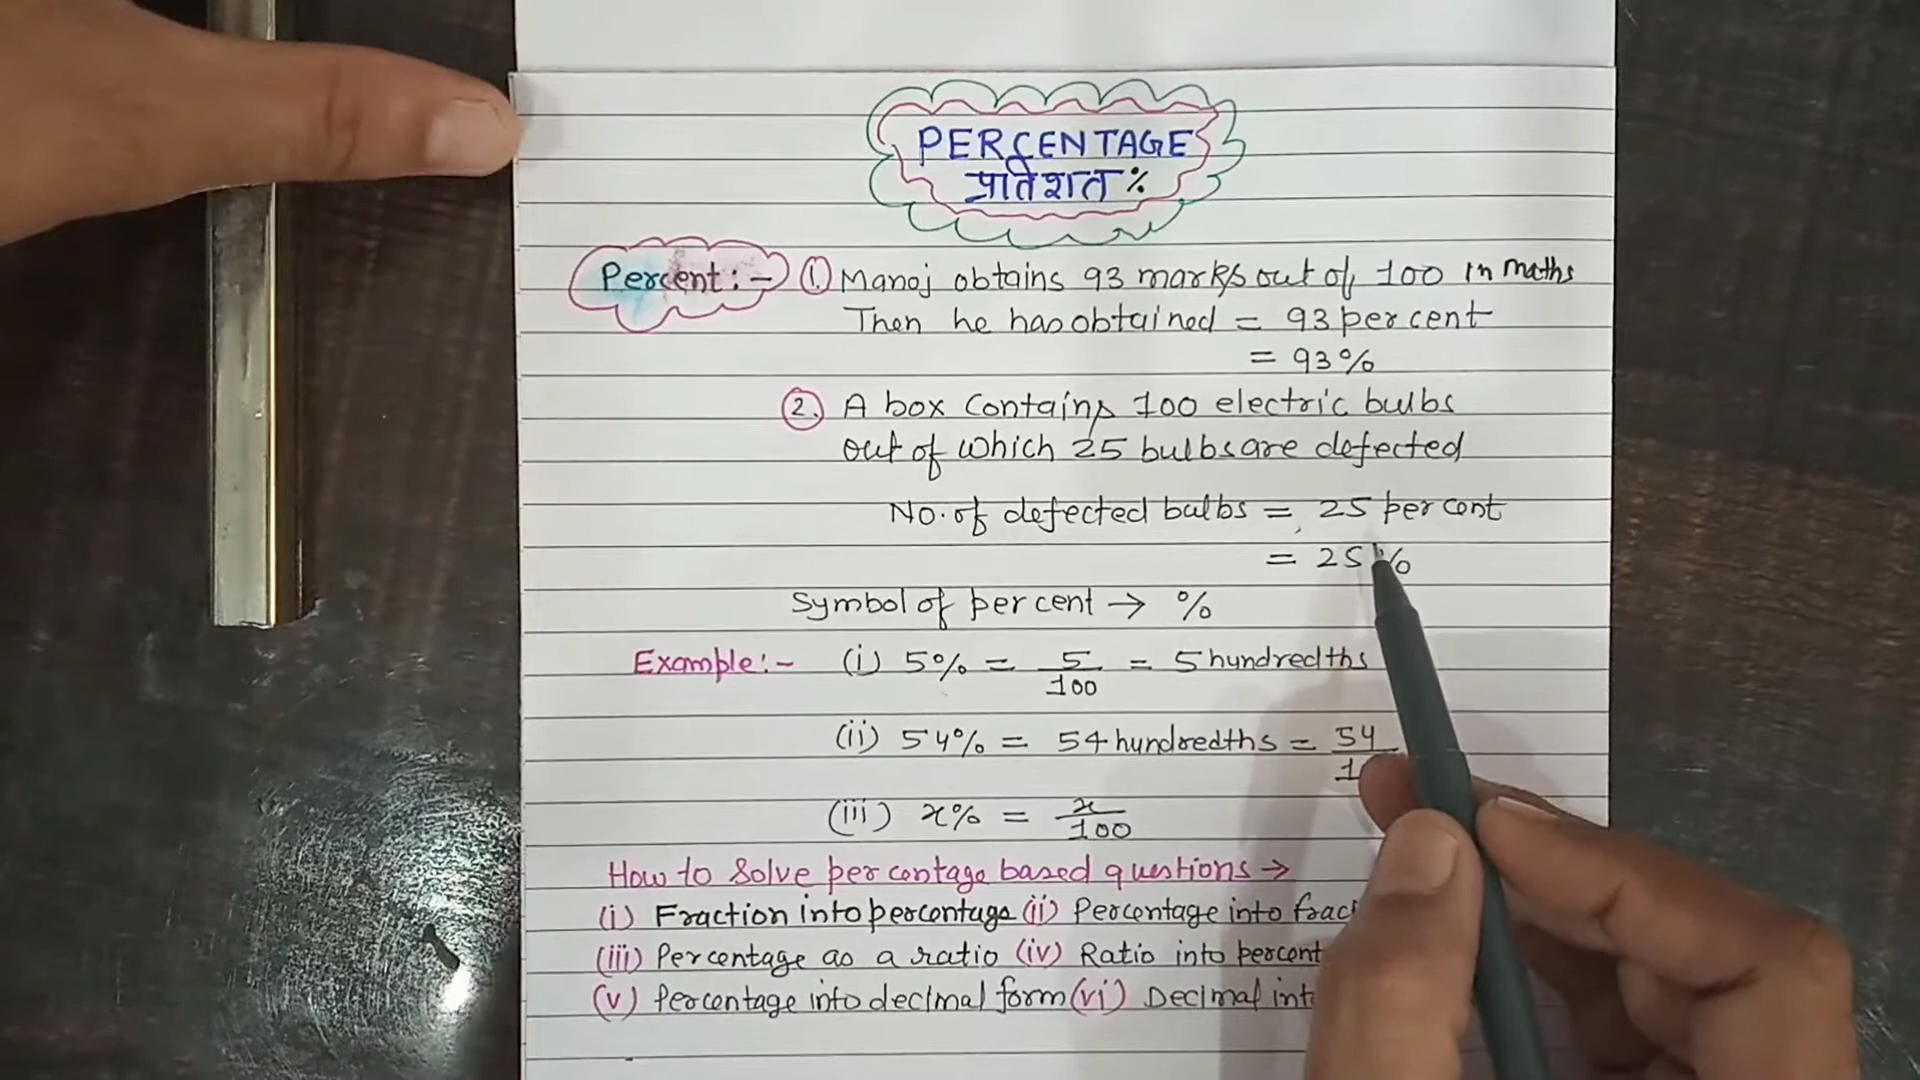 PERCENTAGE
प्रतिशत %
Percent:- 1. Manoj obtains 93 marks out of 100 in maths
Then he has obtained = 93 per cent
= 93%
2. A box contains 100 electric bulbs
out of which 25 bulbs are defected
No. of defected bulbs = 25 per cent
= 25%
Symbol of per cent → %
Example:- (i) 5% = 5/100 = 5 hundredths
(ii) 54% = 54 hundredths = 54
(iii) x% = x/100
How to Solve percentage based questions →
(i) Fraction into percentage (ii) Percentage into
(iii) Percentage as a ratio (iv) Ratio into percent
(v) Percentage into decimal form (vi) Decimal